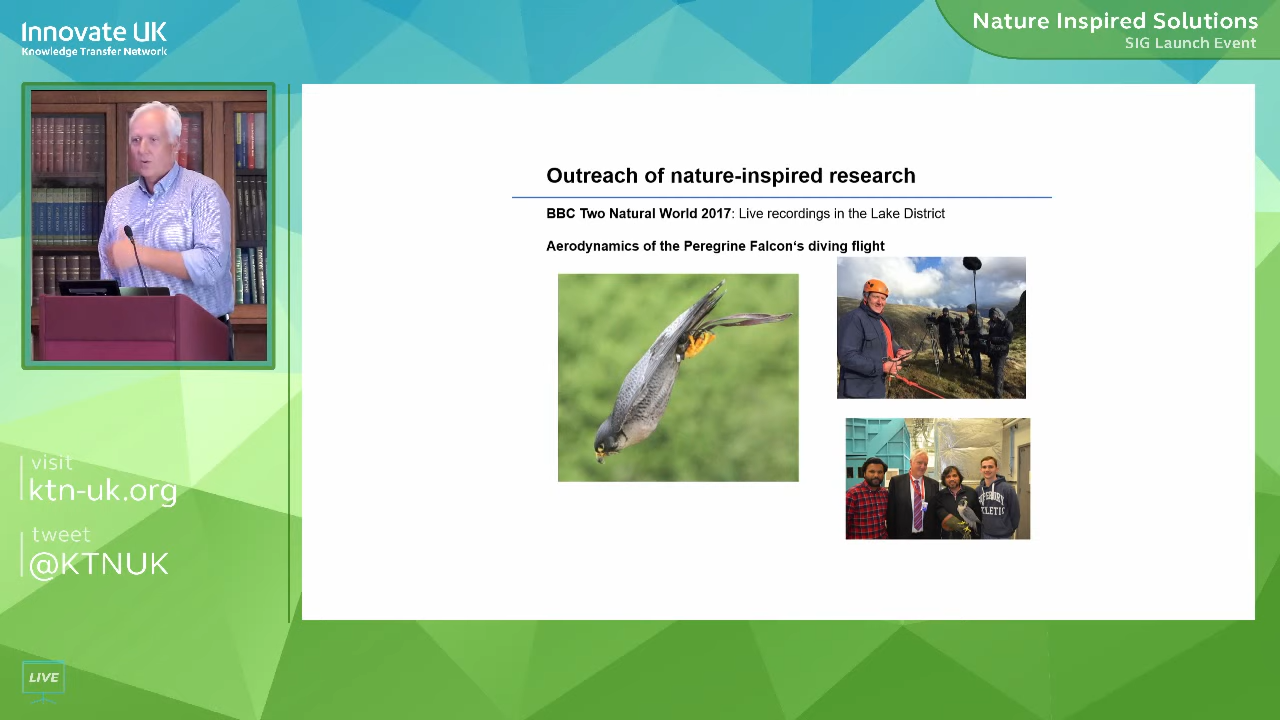 Innovate UK
Knowledge Transfer Network
Nature Inspired Solutions
SIG Launch Event
Outreach of nature-inspired research
BBC Two Natural World 2017: Live recordings in the Lake District
Aerodynamics of the Peregrine Falcon‘s diving flight
visit
ktn-uk.org
tweet
@KTNUK
LIVE